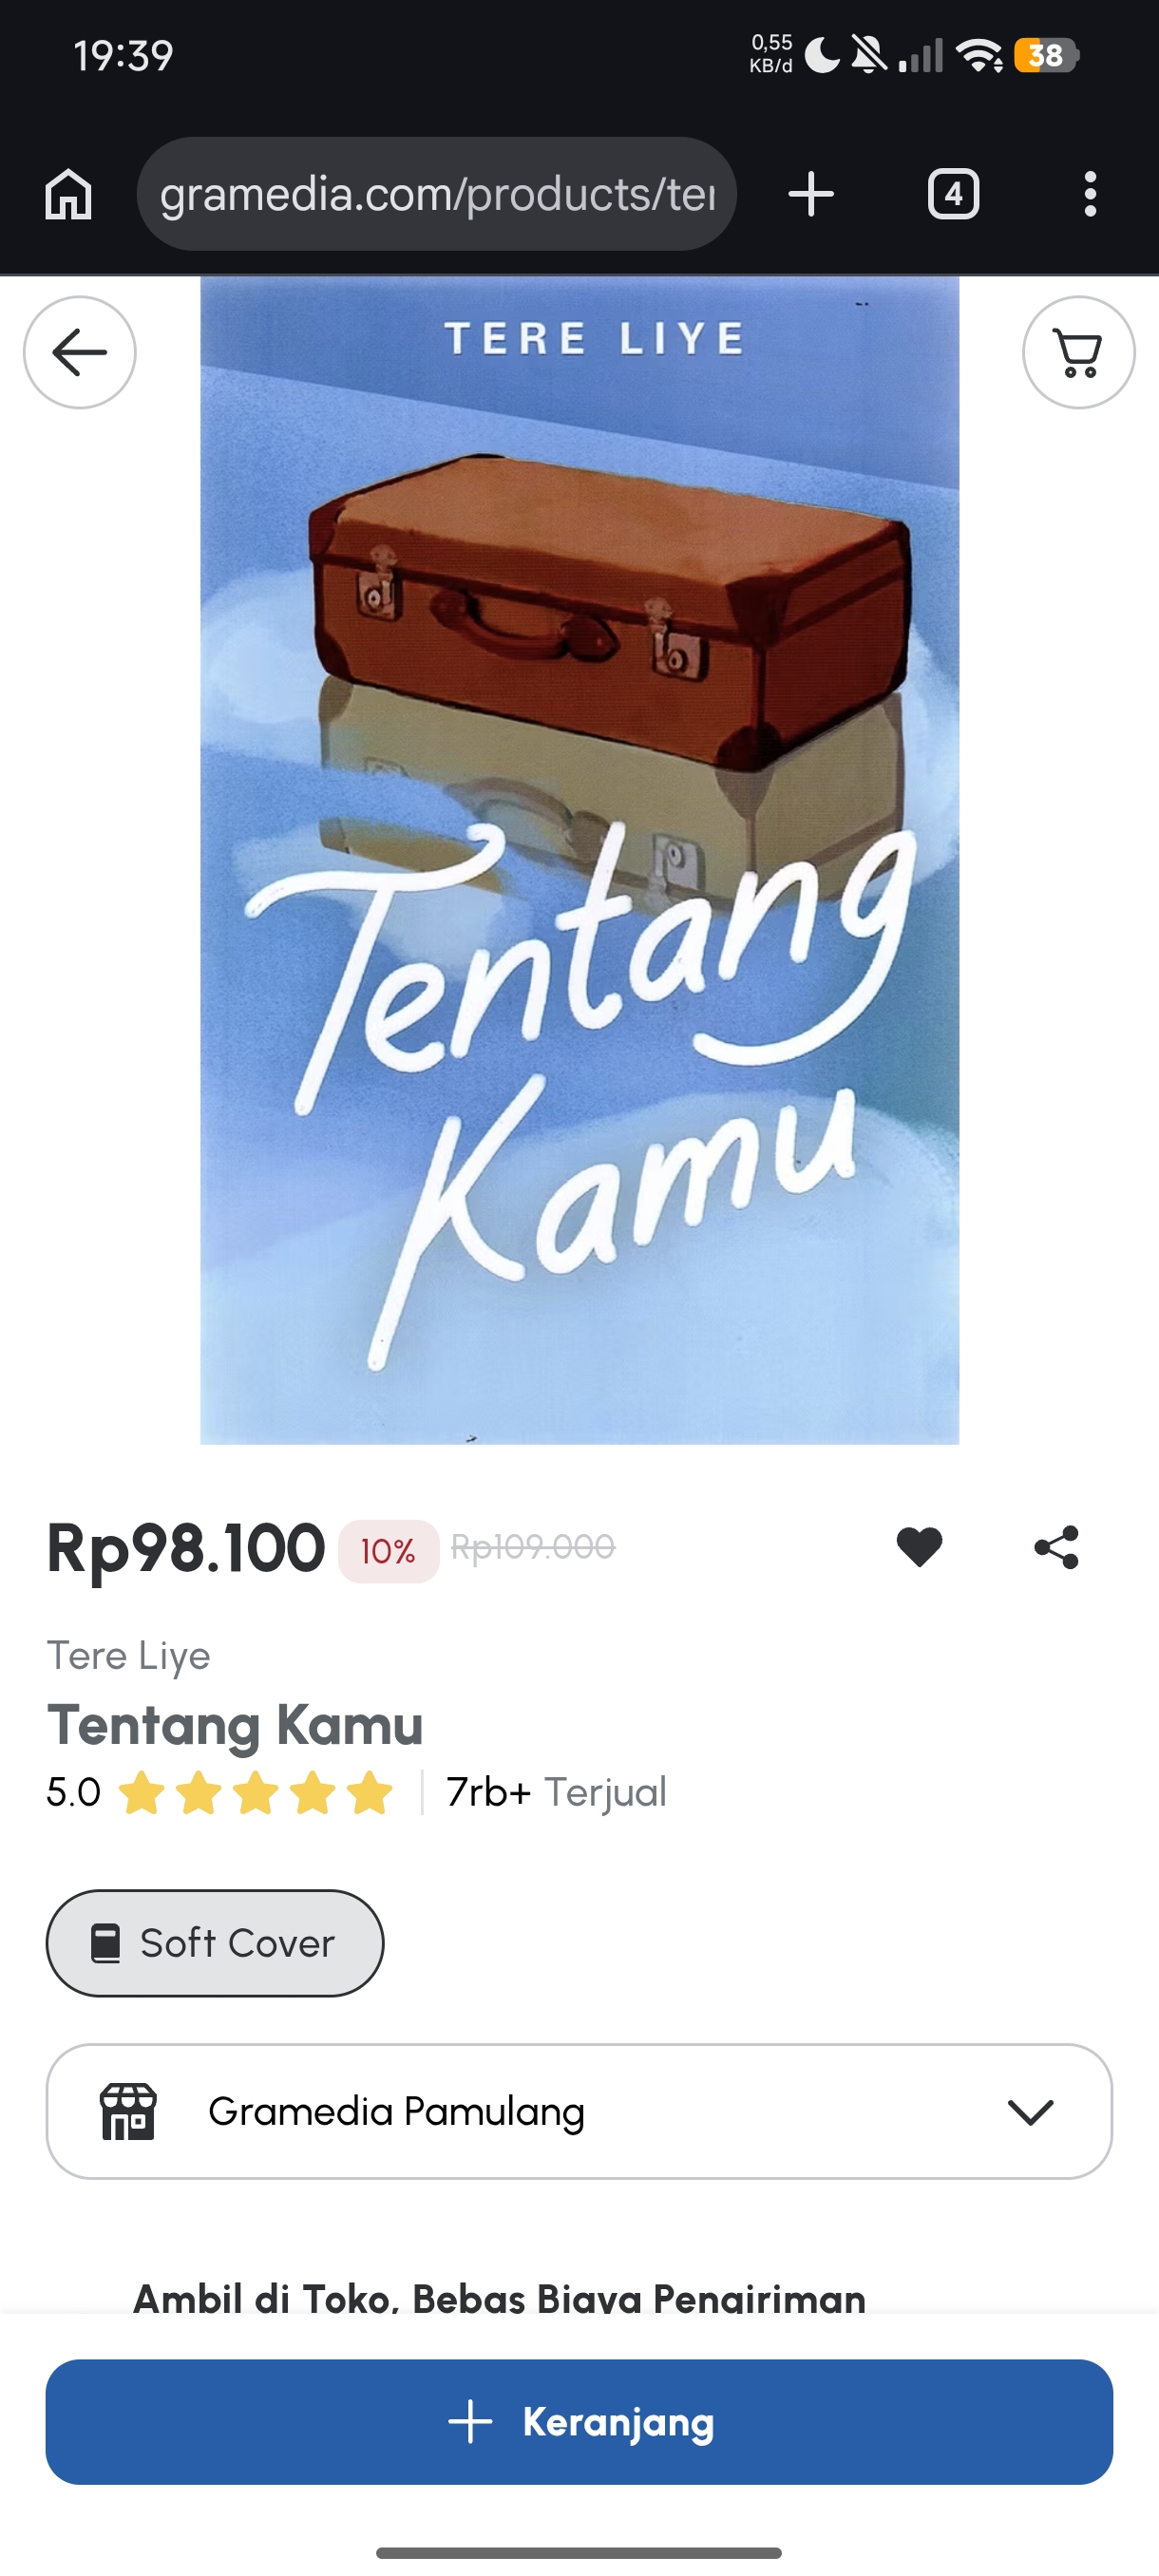 19:39
0,55
KB/d
38
gramedia.com/products/ter
4
TERE LIYE
Tentang
Kamu
Rp98.100 10% Rp109.000
Tere Liye
Tentang Kamu
5.0 7rb+ Terjual
Soft Cover
Gramedia Pamulang
Ambil di Toko, Bebas Biaya Pengiriman
Keranjang